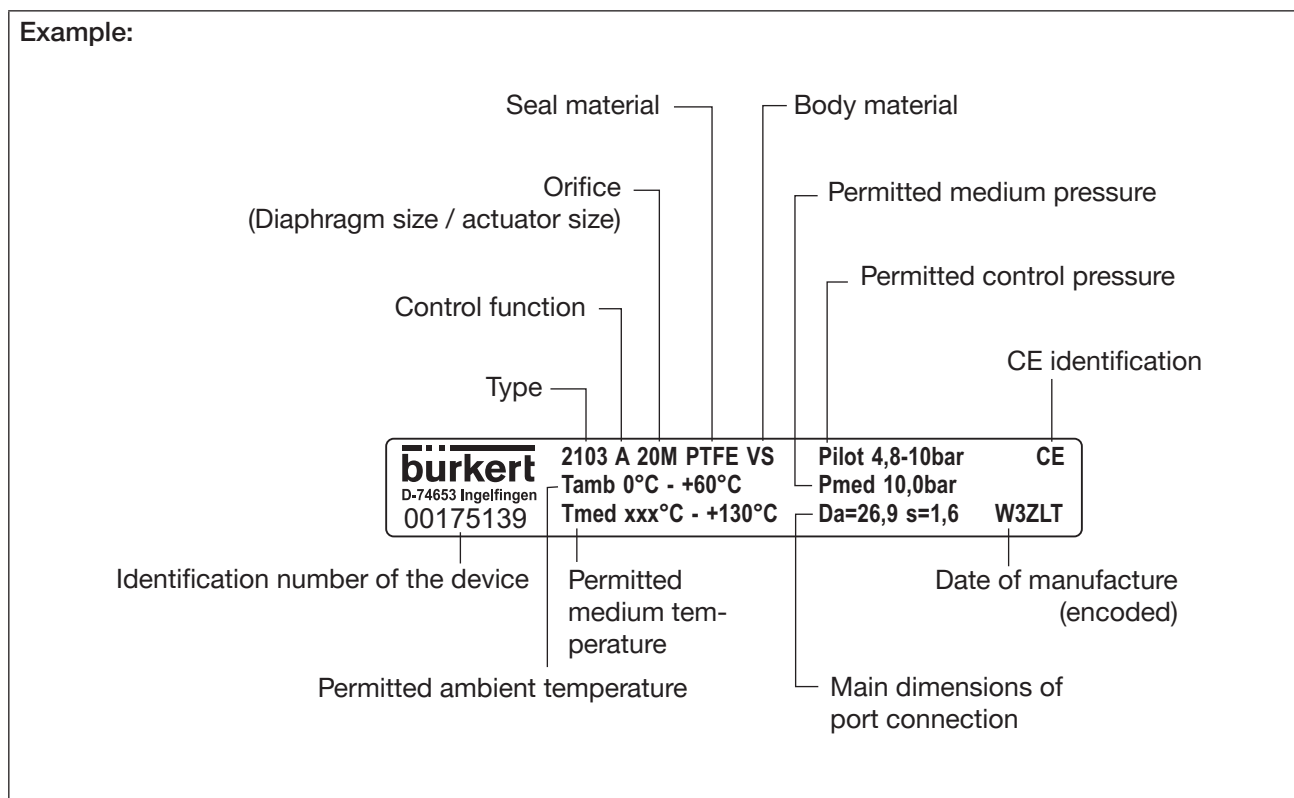 Example:
Seal material
Body material
Orifice
(Diaphragm size / actuator size)
Permitted medium pressure
Control function
Permitted control pressure
Type
CE identification
burkert
D-74653 Ingelfingen
00175139
2103 A 20M PTFE VS
Tamb 0°C - +60°C
Tmed xxx°C - +130°C
Pilot 4,8-10bar
CE
Pmed 10,0bar
Da=26,9 s=1,6
W3ZLT
Identification number of the device
Permitted
medium tem-
perature
Date of manufacture
(encoded)
Permitted ambient temperature
Main dimensions of
port connection